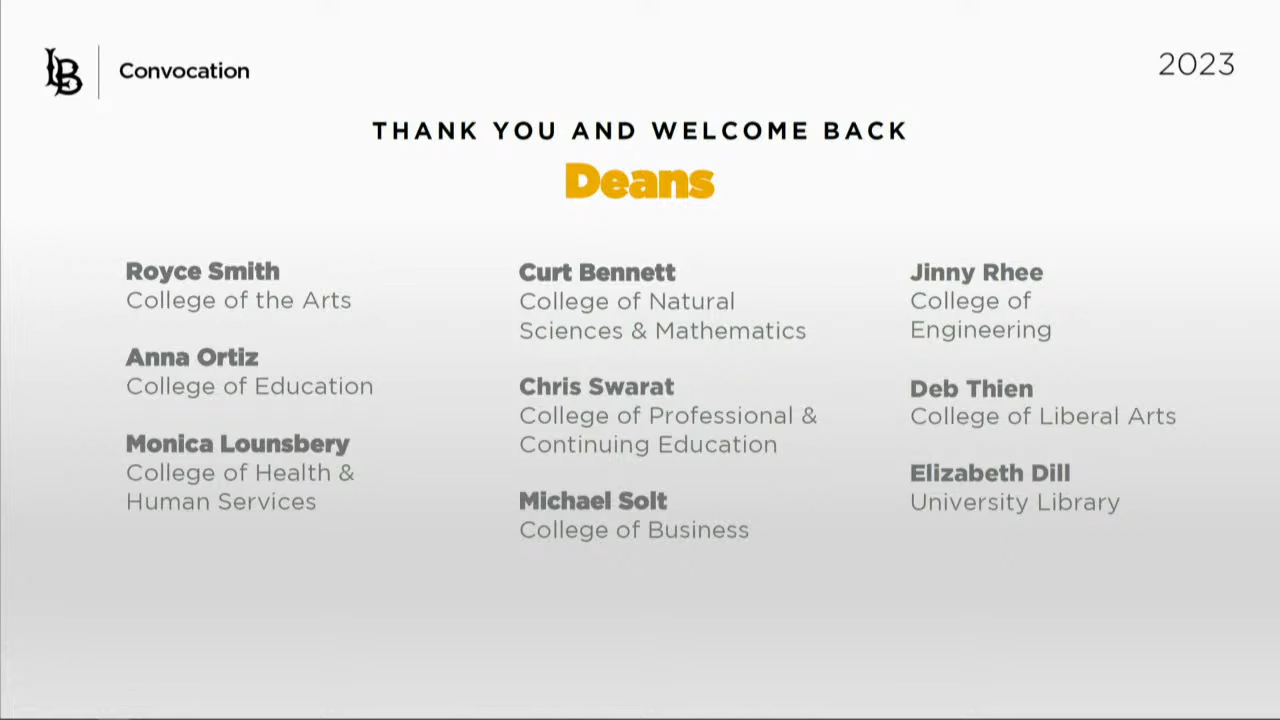 LB
Convocation
2023
THANK YOU AND WELCOME BACK
Deans
Royce Smith
College of the Arts
Anna Ortiz
College of Education
Monica Lounsbery
College of Health &
Human Services
Curt Bennett
College of Natural
Sciences & Mathematics
Chris Swarat
College of Professional &
Continuing Education
Michael Solt
College of Business
Jinny Rhee
College of
Engineering
Deb Thien
College of Liberal Arts
Elizabeth Dill
University Library